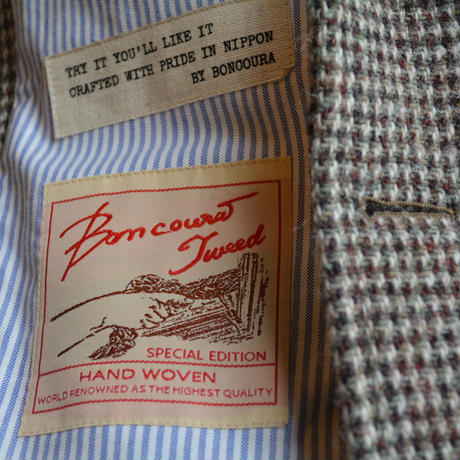 TRY IT YOU'LL LIKE IT
CRAFTED WITH PRIDE IN NIPPON
BY BONCOURA
Boncoura
Tweed
SPECIAL EDITION
HAND WOVEN
WORLD RENOWNED AS THE HIGHEST QUALITY